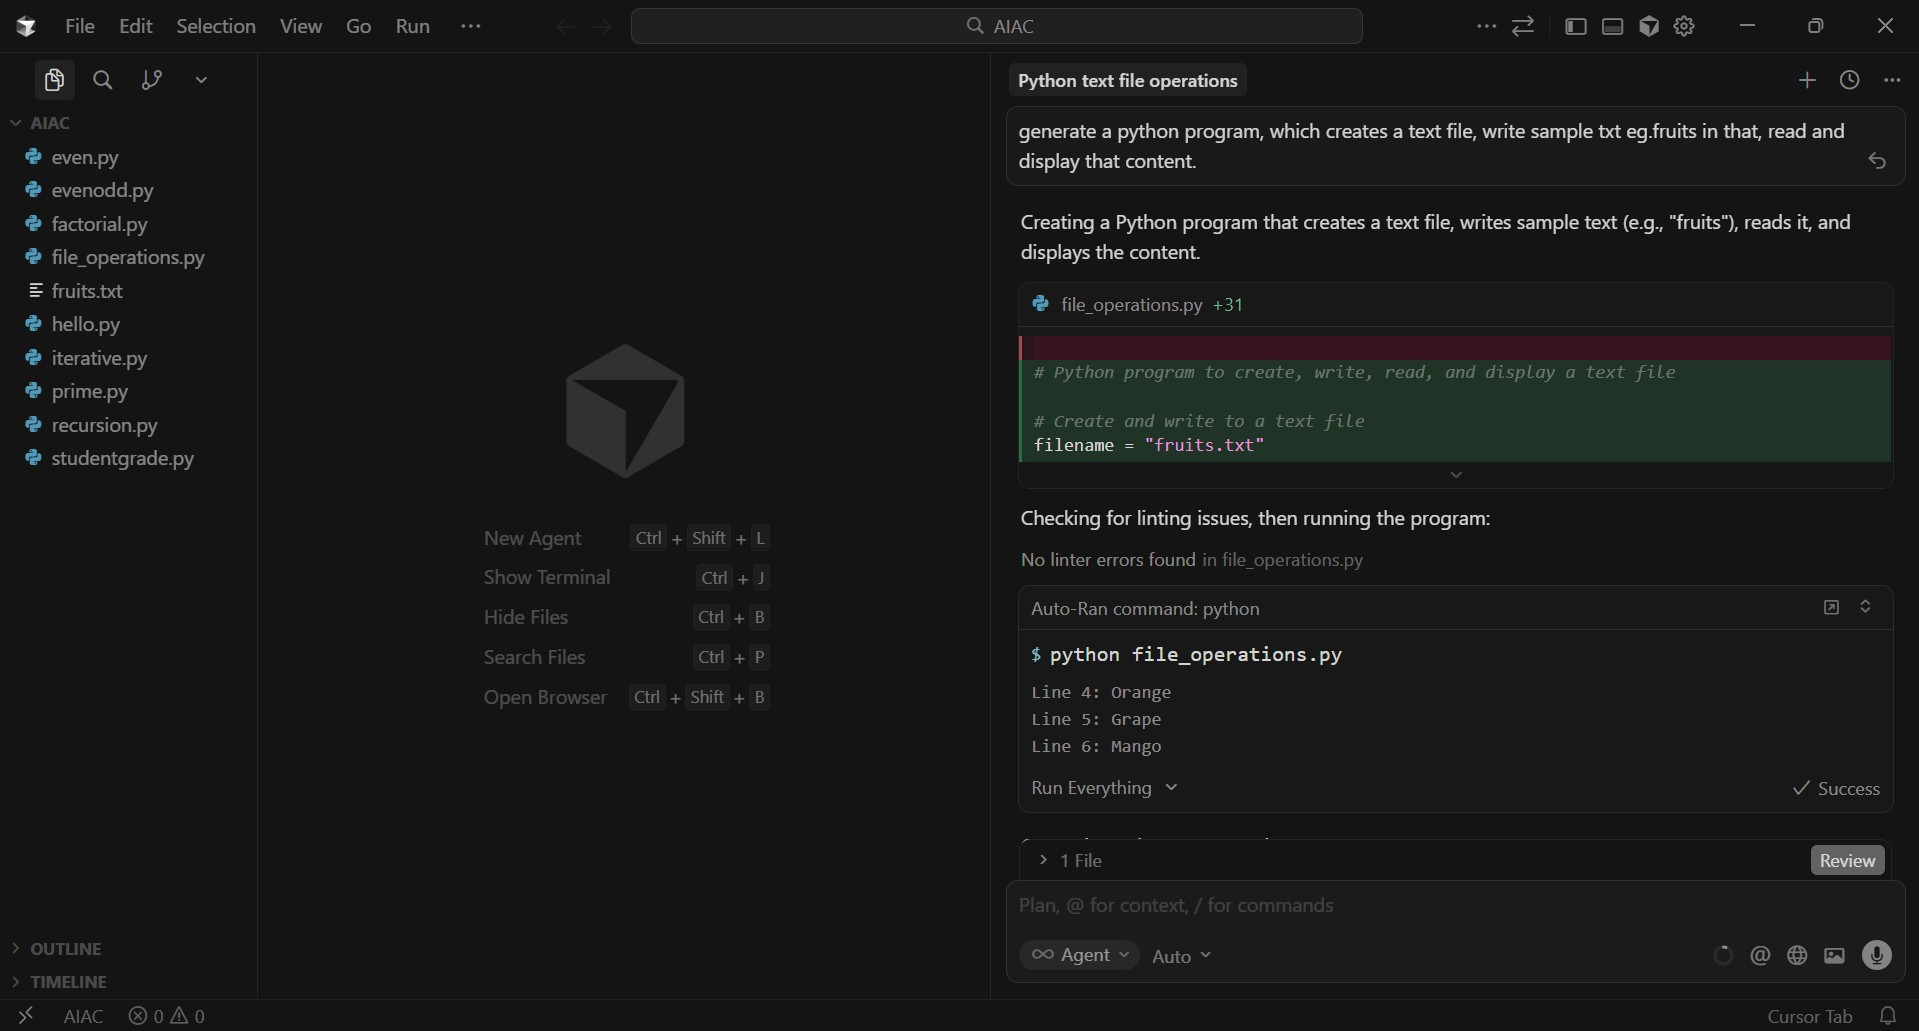 File Edit Selection View Go Run ···
AIAC
AIAC
even.py
evenodd.py
factorial.py
file_operations.py
fruits.txt
hello.py
iterative.py
prime.py
recursion.py
studentgrade.py
OUTLINE
TIMELINE
New Agent Ctrl + Shift + L
Show Terminal Ctrl + J
Hide Files Ctrl + B
Search Files Ctrl + P
Open Browser Ctrl + Shift + B
Python text file operations
generate a python program, which creates a text file, write sample txt eg.fruits in that, read and
display that content.
Creating a Python program that creates a text file, writes sample text (e.g., "fruits"), reads it, and
displays the content.
file_operations.py +31
# Python program to create, write, read, and display a text file
# Create and write to a text file
filename = "fruits.txt"
Checking for linting issues, then running the program:
No linter errors found in file_operations.py
Auto-Ran command: python
$ python file_operations.py
Line 4: Orange
Line 5: Grape
Line 6: Mango
Run Everything Success
1 File Review
Plan, @ for context, / for commands
Agent Auto @
AIAC 0 0 Cursor Tab